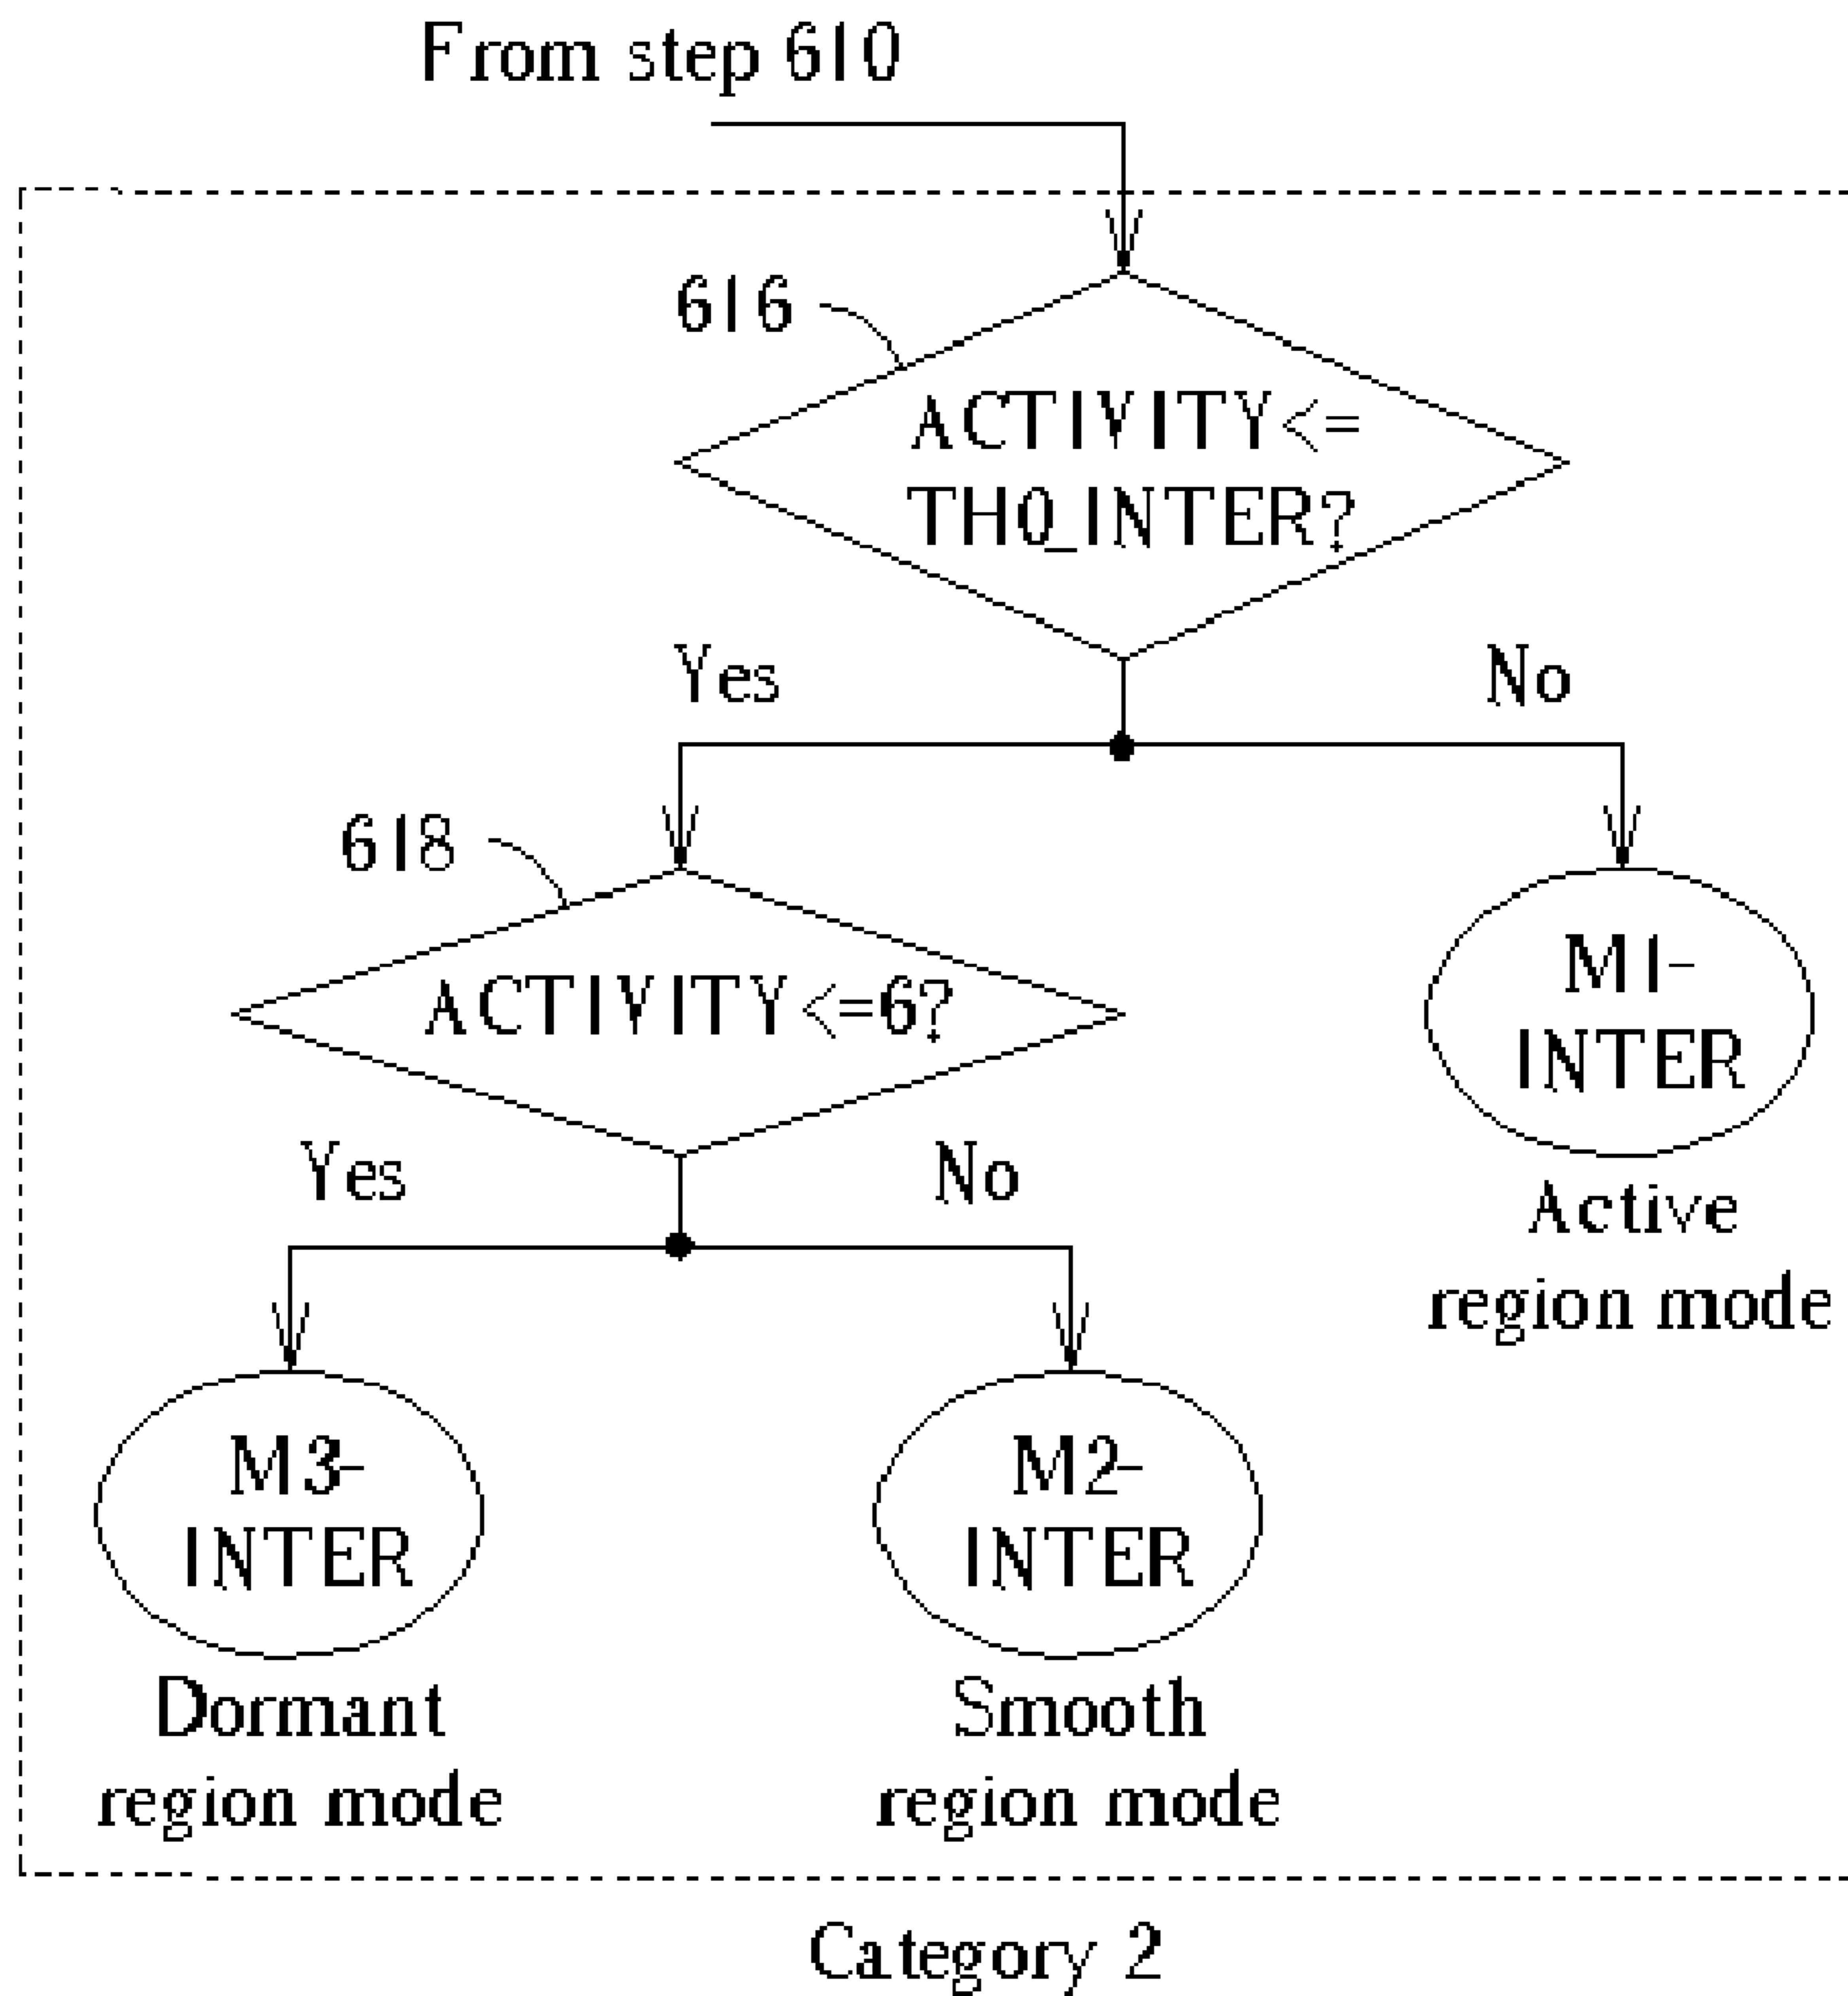 From step 610
616
ACTIVITY<=
TH0_INTER?
Yes
No
618
ACTIVITY<=6?
M1-
INTER
Yes
No
Active
region mode
M3-
INTER
M2-
INTER
Dormant
region mode
Smooth
region mode
Category 2